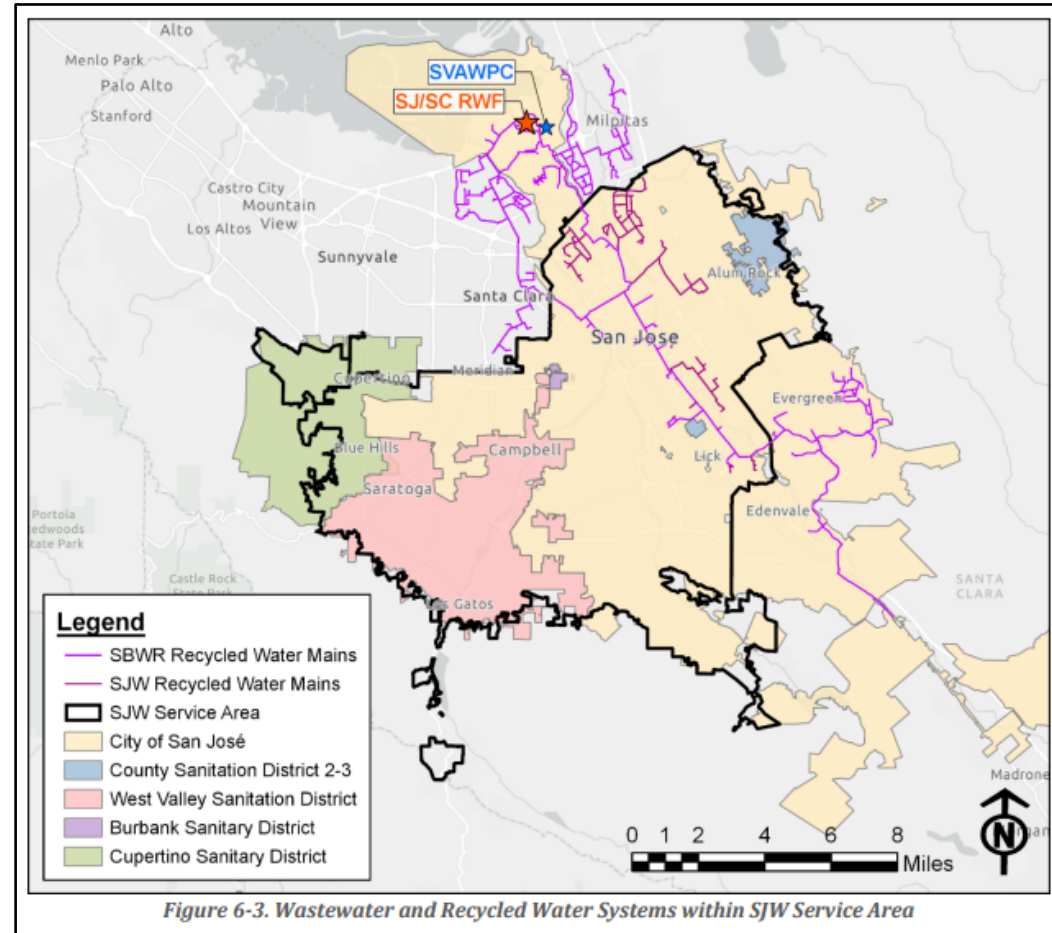 Alto
Menlo Park
Palo Alto
Stanford
SVAWPC
SJ/SC RWF
Milpitas
Castro City
Mountain
View
Los Altos
Sunnyvale
Alum Rock
Santa Clara
San Jose
Meridian
Cupertino
Evergreen
Blue Hills
Campbell
Lick
Saratoga
Edenvale
Portola
Redwoods
State Park
Castle Rock
State Park
SANTA
CLARA
Los Gatos
Legend
SBWR Recycled Water Mains
SJW Recycled Water Mains
SJW Service Area
City of San José
County Sanitation District 2-3
West Valley Sanitation District
Burbank Sanitary District
Cupertino Sanitary District
Madrone
0 1 2 4 6 8
Miles
N
Figure 6-3. Wastewater and Recycled Water Systems within SJW Service Area